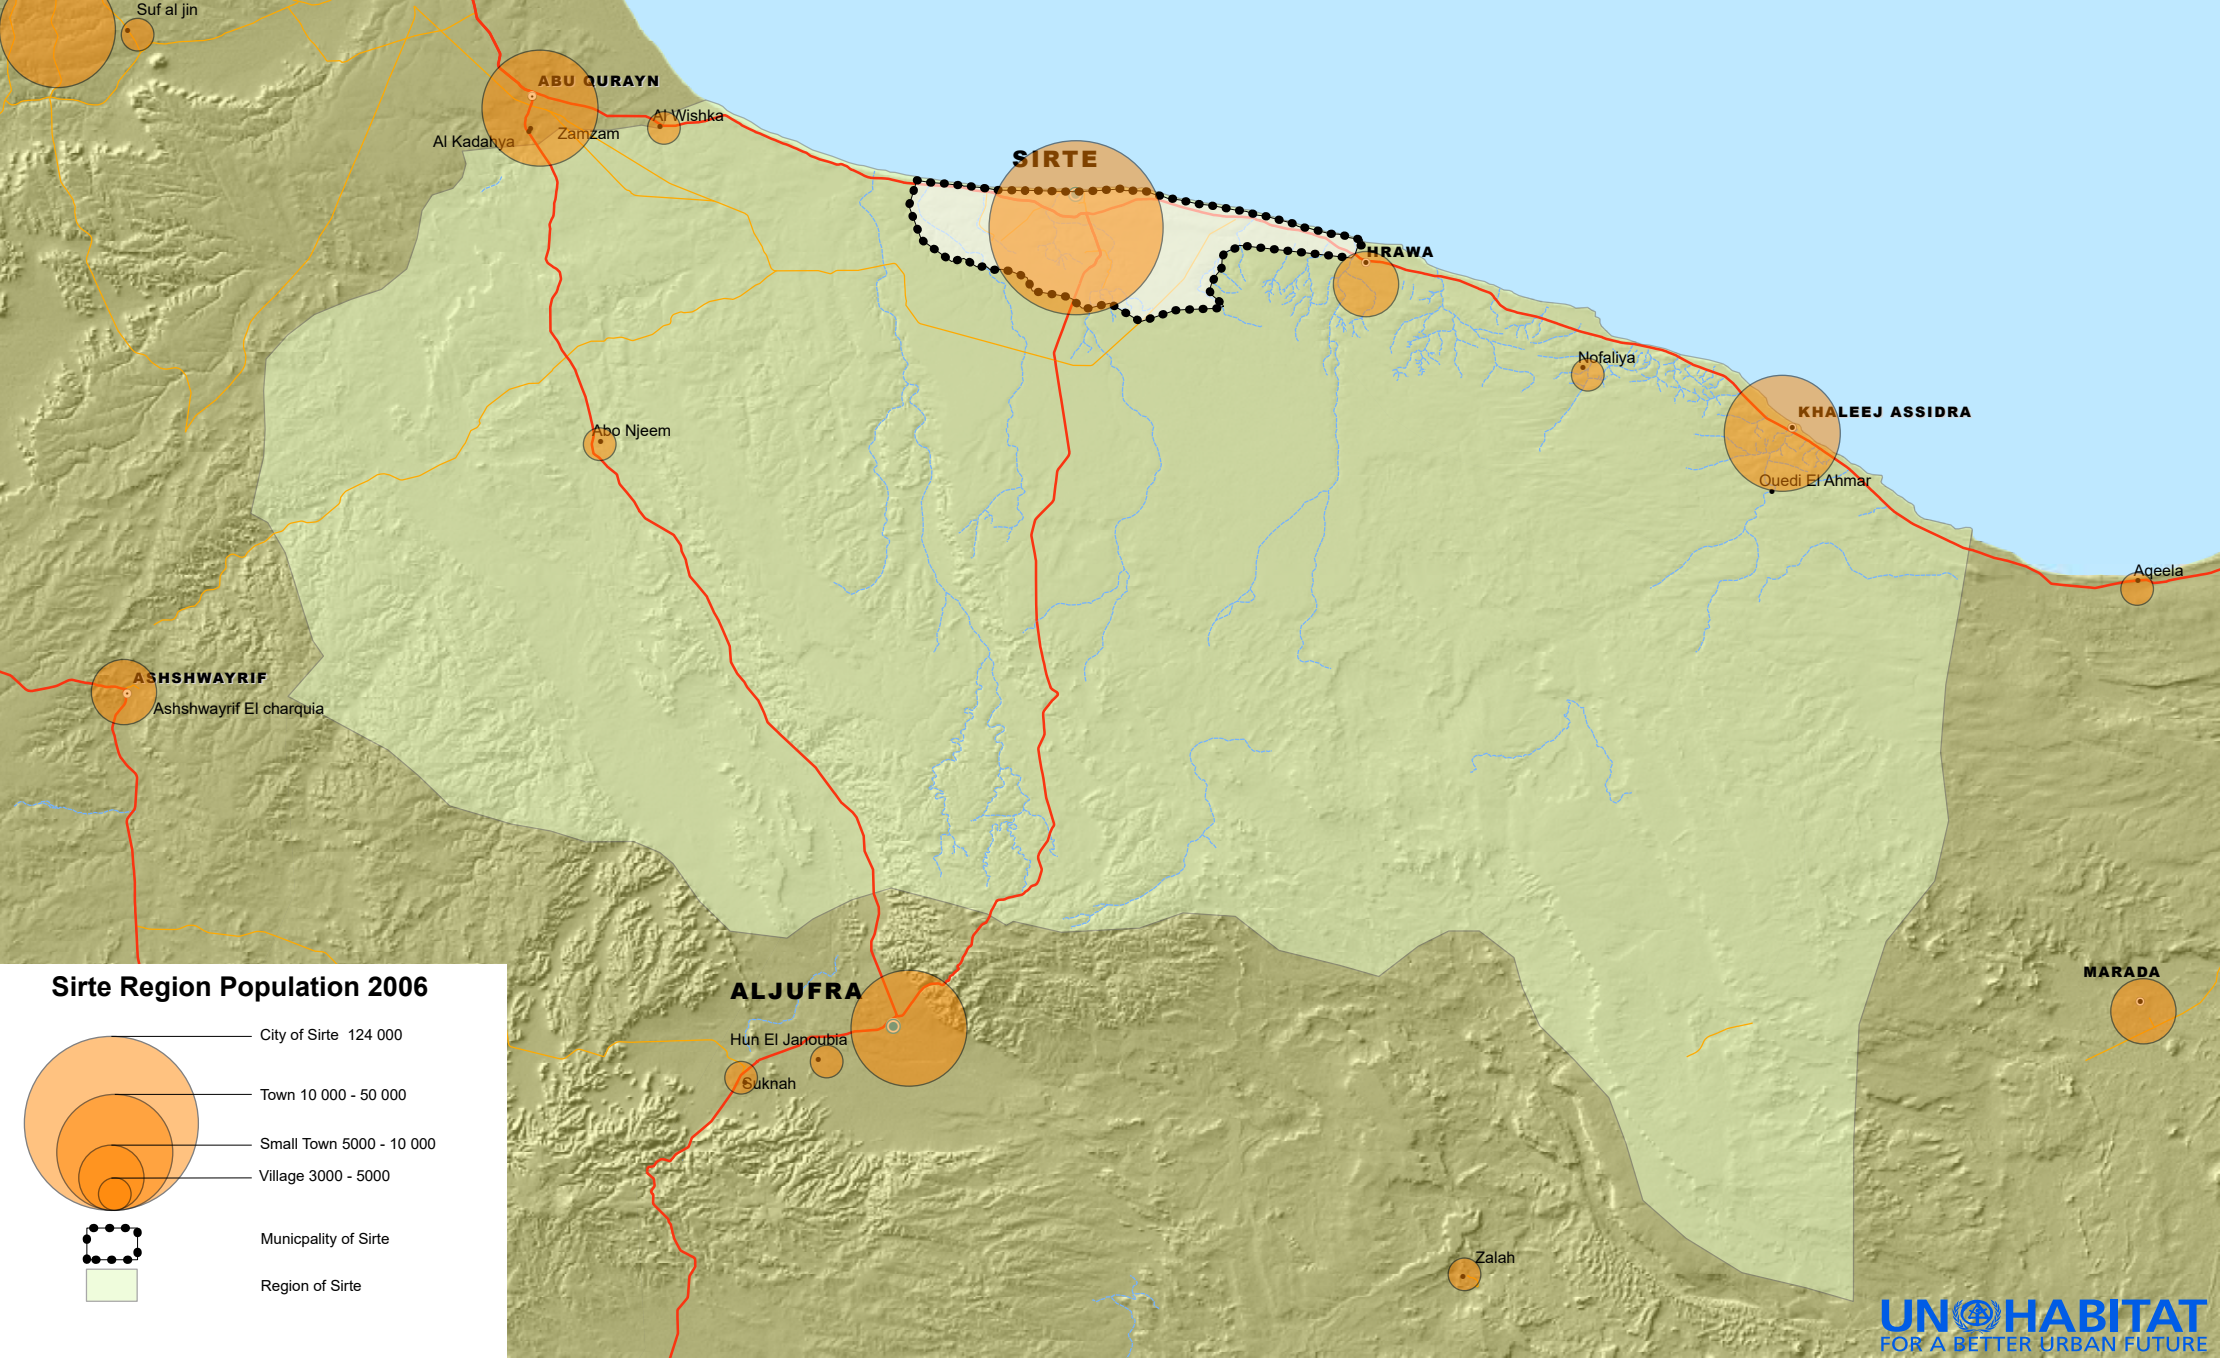 Suf al jin
ABU QURAYN
Al Wishka
Al Kadahya
Zamzam
SIRTE
HRAWA
Nofaliya
KHALEEJ ASSIDRA
Abo Njeem
Ouedi El Ahmar
Aqeela
ASHSHWAYRIF
Ashshwayrif El charquia
MARADA
ALJUFRA
Hun El Janoubia
Suknah
Zalah
Sirte Region Population 2006
City of Sirte 124 000
Town 10 000 - 50 000
Small Town 5000 - 10 000
Village 3000 - 5000
Municpality of Sirte
Region of Sirte
UN HABITAT
FOR A BETTER URBAN FUTURE